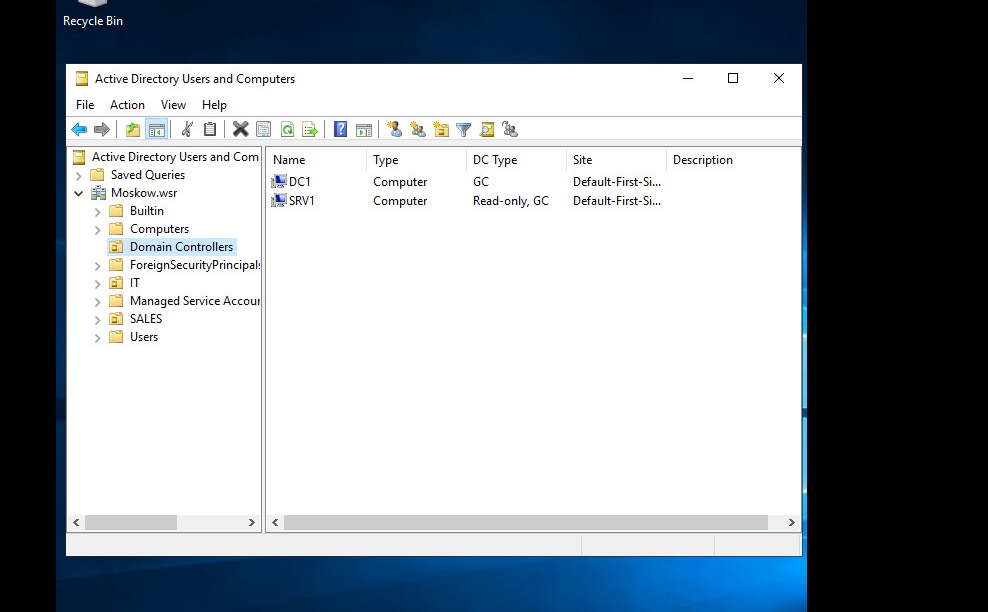 Recycle Bin
Active Directory Users and Computers
File Action View Help
Active Directory Users and Com
Saved Queries
Moskow.wsr
Builtin
Computers
Domain Controllers
ForeignSecurityPrincipals
IT
Managed Service Accour
SALES
Users
Name Type DC Type Site Description
DC1 Computer GC Default-First-Si...
SRV1 Computer Read-only, GC Default-First-Si...